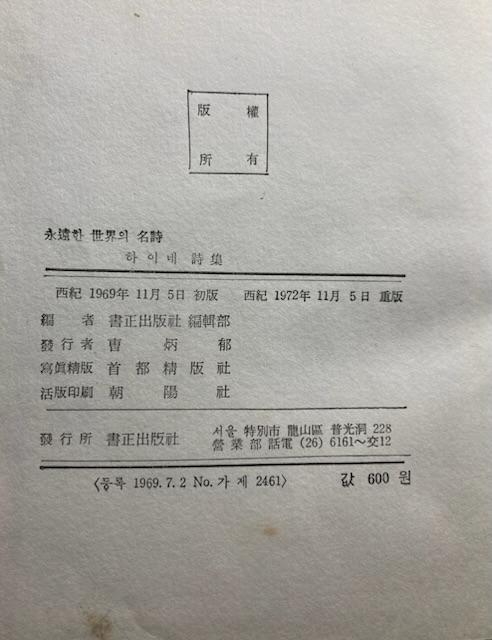 版權
所有
永遠한 世界의 名詩
하이네 詩集
西紀 1969年 11月 5日 初版 西紀 1972年 11月 5日 重版
編者 書正出版社 編輯部
發行者 曺炳郁
寫眞精版 首都精版社
活版印刷 朝陽社
發行所 書正出版社 서울 特別市 龍山區 普光洞 228
營業部 話電 (26) 6161~交12
〈등록 1969.7.2 No. 가 제 2461〉 값 600 원